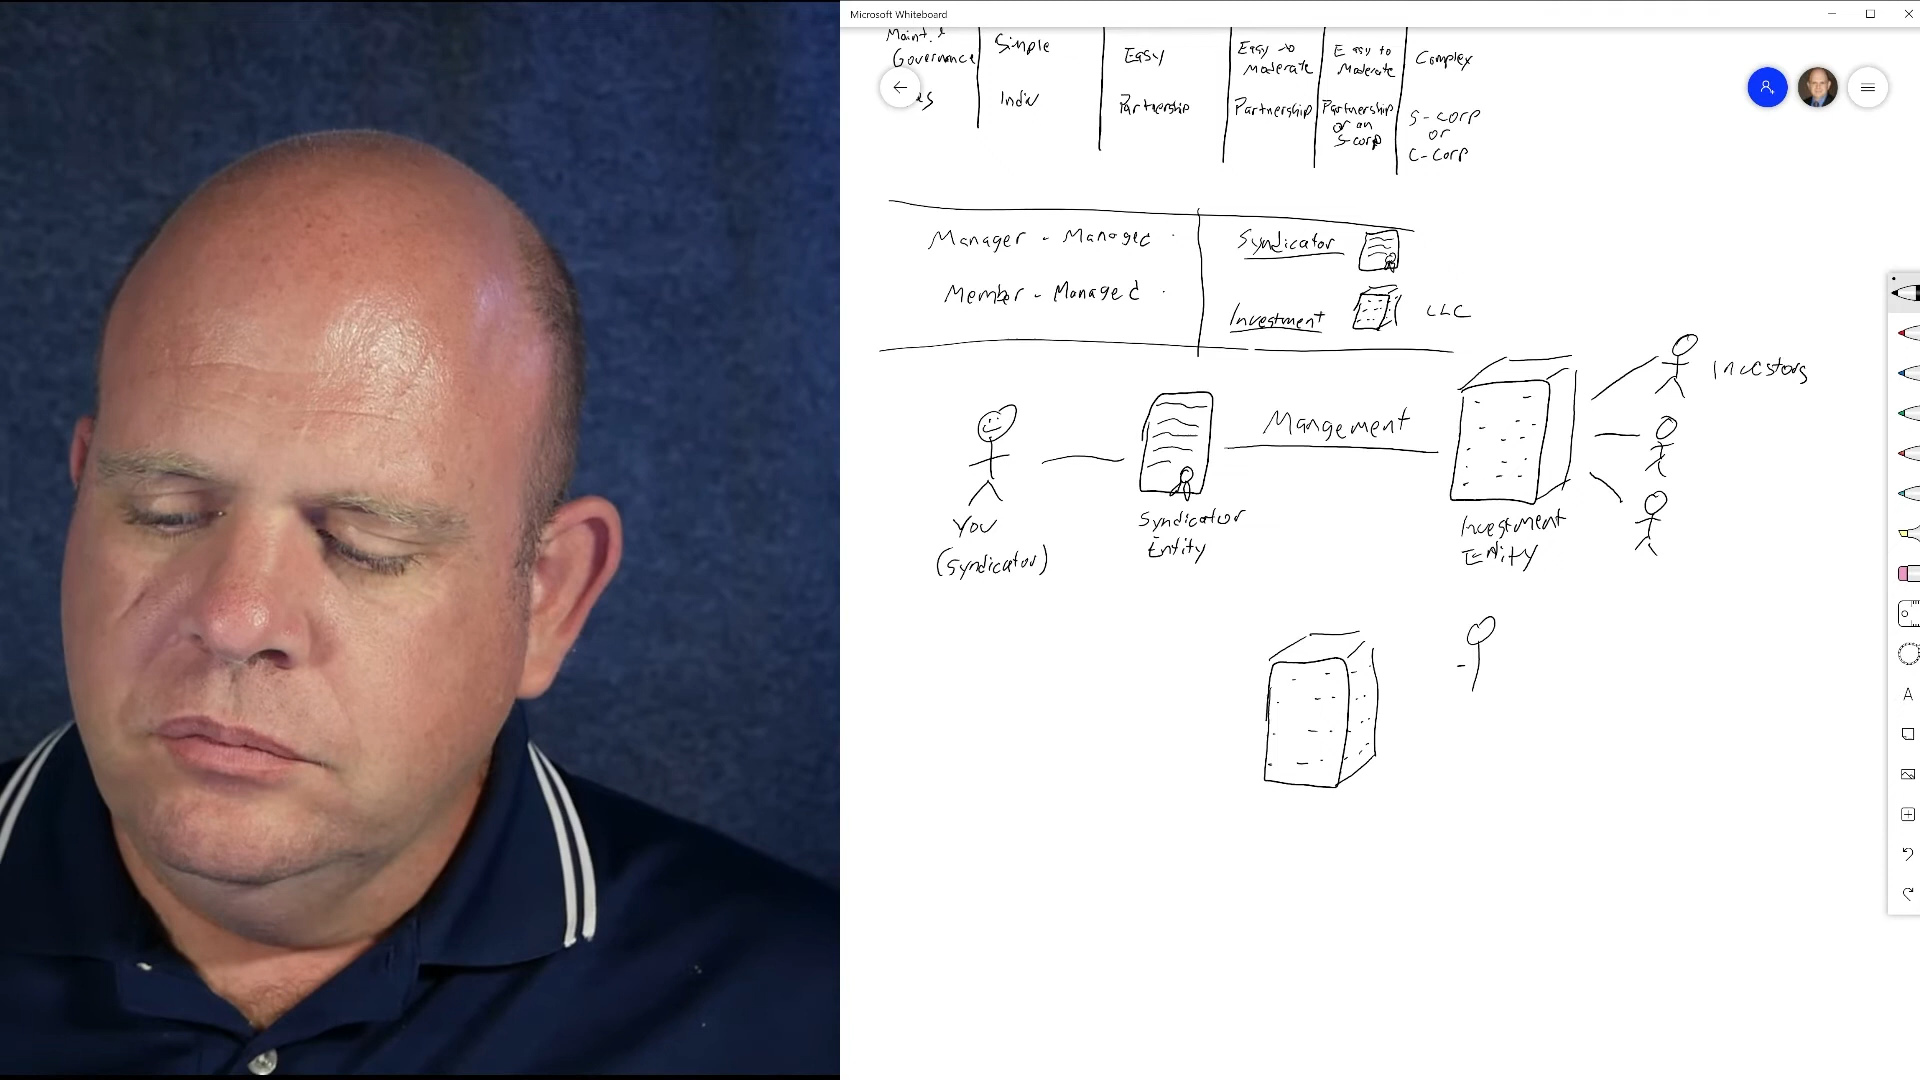 Microsoft Whiteboard
Maint. &
Governance
Simple
Easy
Easy to
Moderate
Easy to
Moderate
Complex
Indiv
Partnership
Partnership
Partnership
or an
S-corp
S-corp
or
C-Corp
Manager - Managed
Member - Managed
Syndicator
Investment
LLC
Investors
Mangement
You
(Syndicator)
Syndicator
Entity
Investment
Entity
A